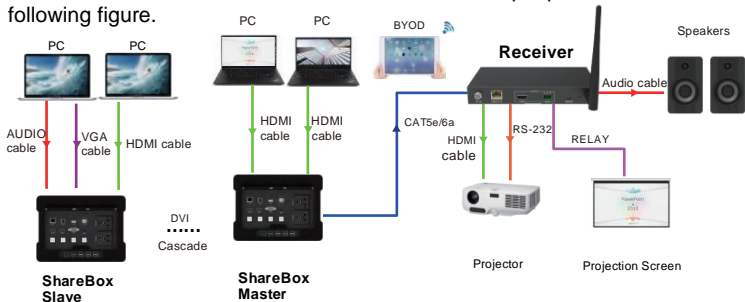 following figure.
PC
PC
BYOD
Speakers
PC
PC
Receiver
Audio cable
AUDIO
cable
VGA
cable
HDMI cable
HDMI
cable
HDMI
cable
CAT5e/6a
HDMI
cable
RS-232
RELAY
DVI
......
Cascade
ShareBox
Slave
ShareBox
Master
Projector
Projection Screen